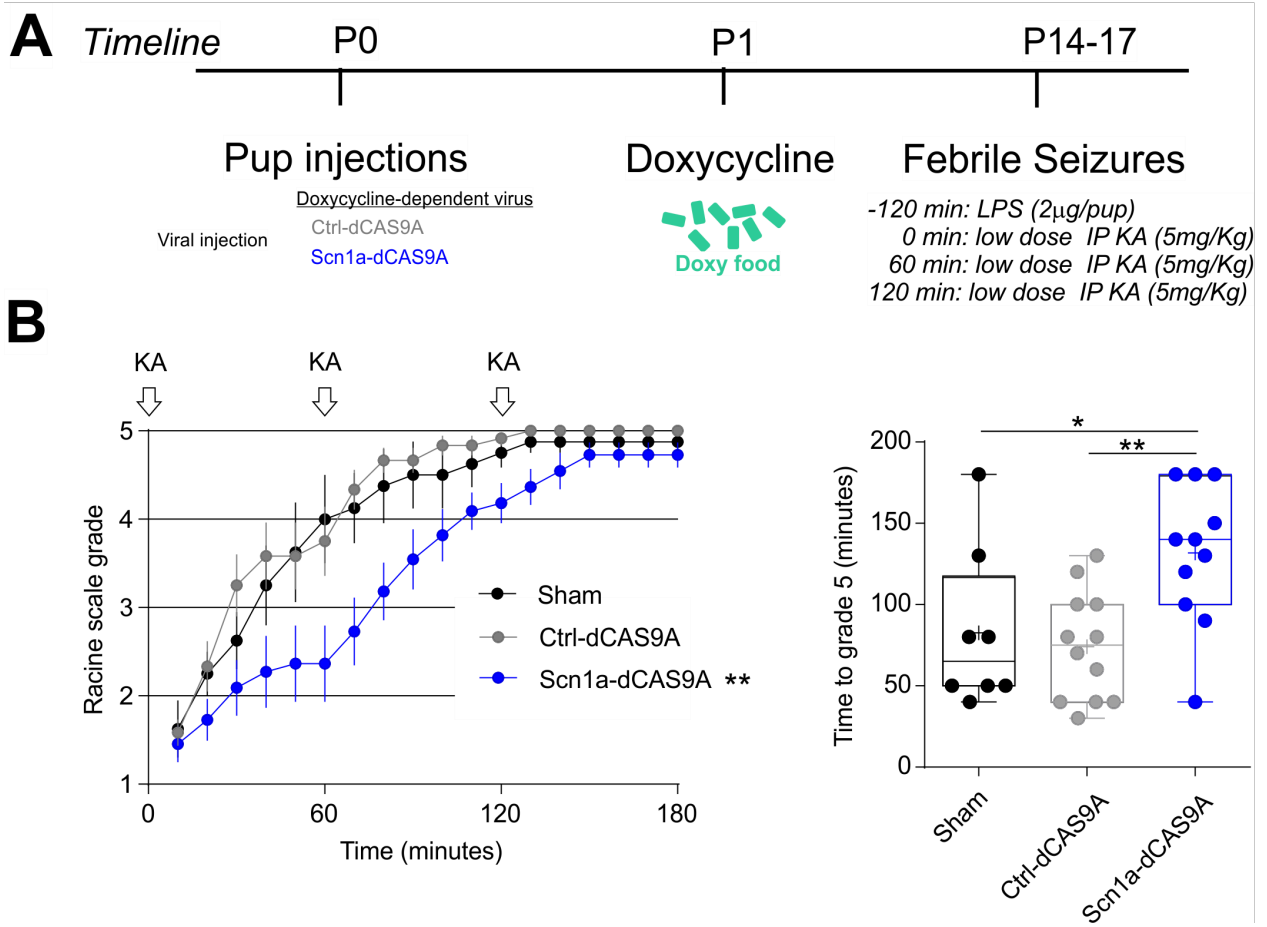 A
Timeline
P0
P1
P14-17
Pup injections
Doxycycline
Febrile Seizures
Doxycycline-dependent virus
Viral injection
Ctrl-dCAS9A
Scn1a-dCAS9A
Doxy food
-120 min: LPS (2µg/pup)
0 min: low dose IP KA (5mg/Kg)
60 min: low dose IP KA (5mg/Kg)
120 min: low dose IP KA (5mg/Kg)
B
KA
KA
KA
Racine scale grade
5
4
3
2
1
0
60
120
180
Time (minutes)
Sham
Ctrl-dCAS9A
Scn1a-dCAS9A **
Time to grade 5 (minutes)
200
150
100
50
0
*
**
Sham
Ctrl-dCAS9A
Scn1a-dCAS9A